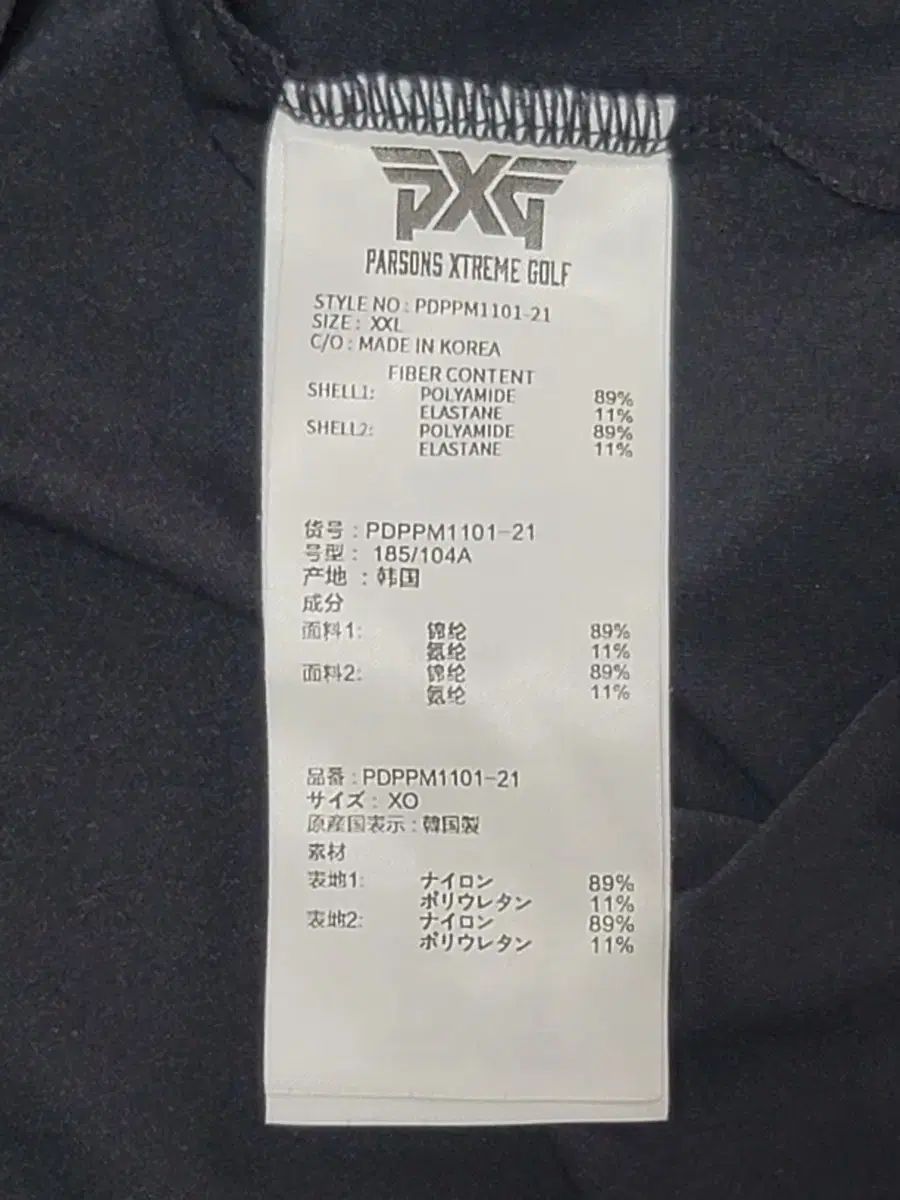 PXG
PARSONS XTREME GOLF
STYLE NO : PDPPM1101-21
SIZE : XXL
C/O : MADE IN KOREA
FIBER CONTENT
SHELL1: POLYAMIDE 89%
ELASTANE 11%
SHELL2: POLYAMIDE 89%
ELASTANE 11%
货号 : PDPPM1101-21
号型 : 185/104A
产地 : 韩国
成分
面料1: 锦纶 89%
氨纶 11%
面料2: 锦纶 89%
氨纶 11%
品番 : PDPPM1101-21
サイズ : XO
原産国表示 : 韓国製
素材
表地1: ナイロン 89%
ポリウレタン 11%
表地2: ナイロン 89%
ポリウレタン 11%